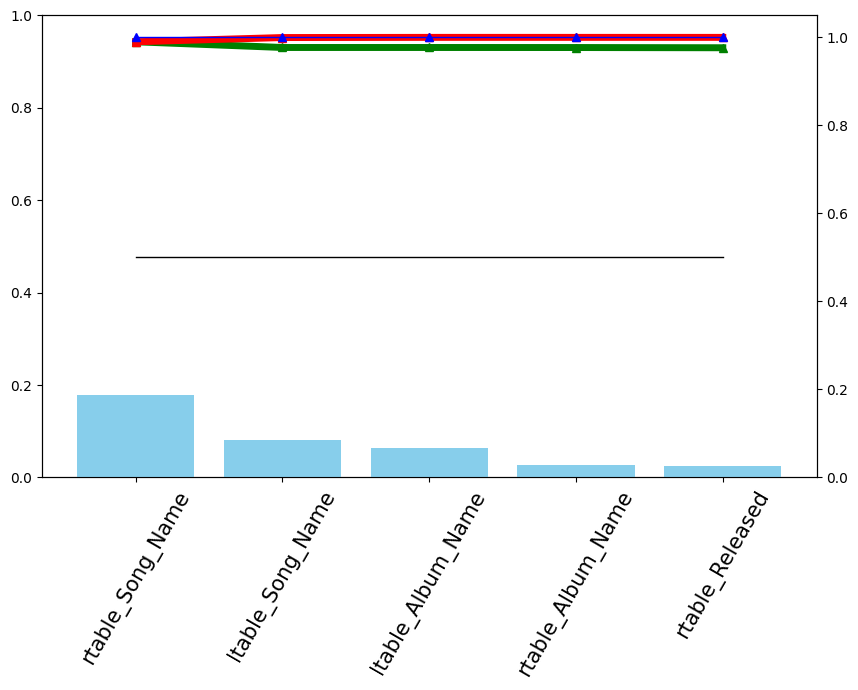 1.0
0.8
0.6
0.4
0.2
0.0
1.0
0.8
0.6
0.4
0.2
0.0
rtable_Song_Name
ltable_Song_Name
ltable_Album_Name
rtable_Album_Name
rtable_Released